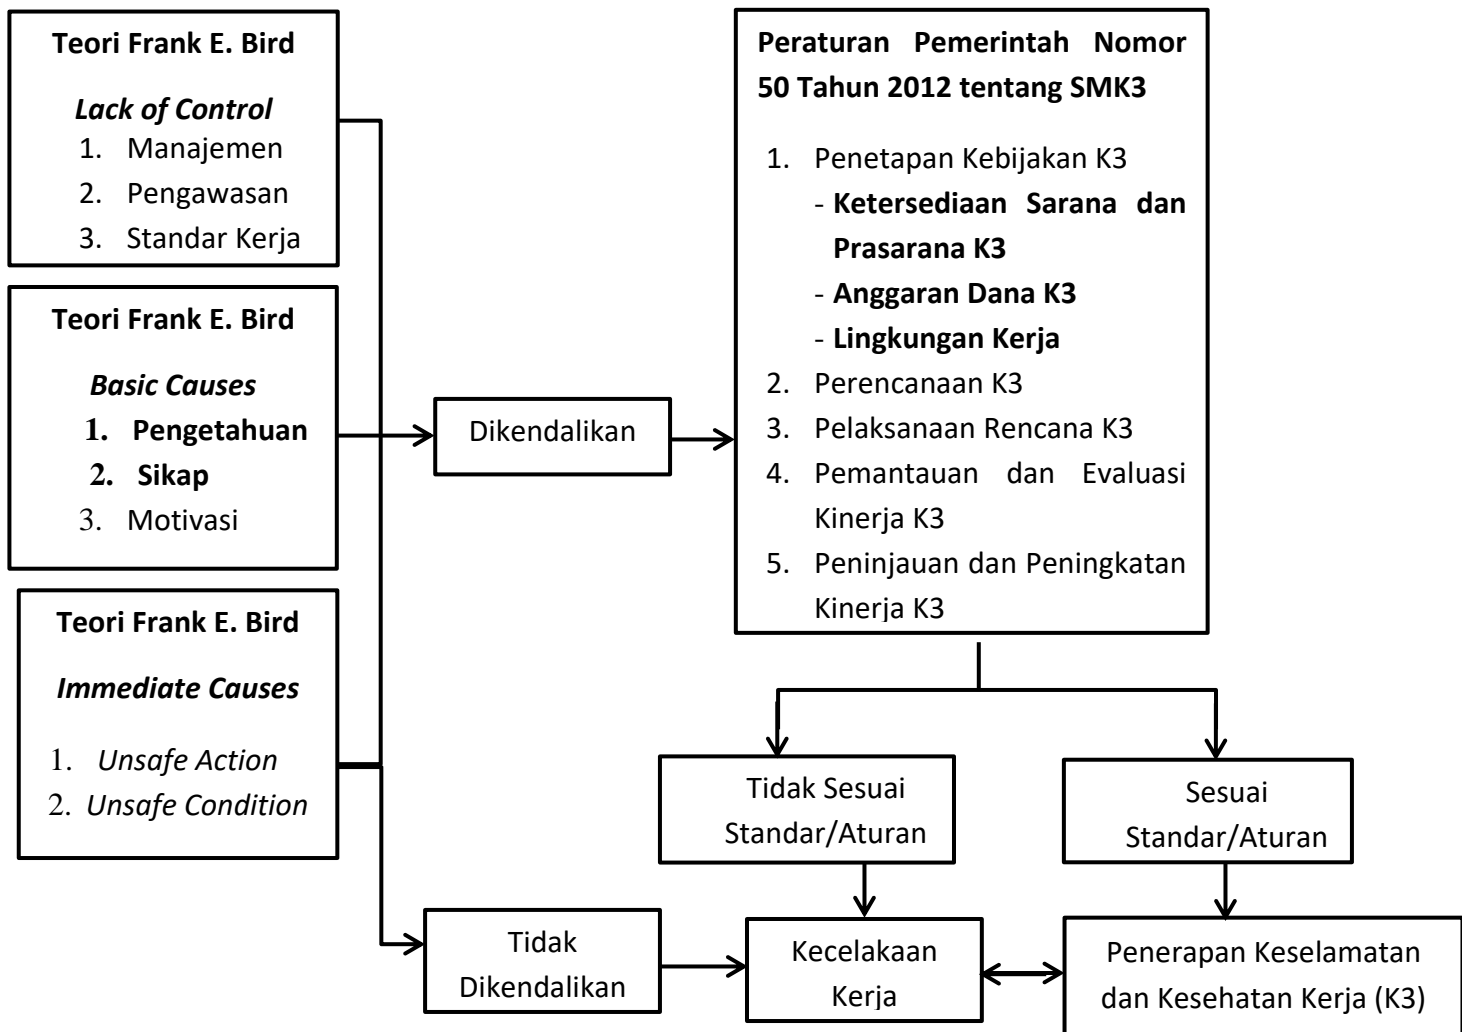 Teori Frank E. Bird
Lack of Control
1. Manajemen
2. Pengawasan
3. Standar Kerja
Teori Frank E. Bird
Basic Causes
1. Pengetahuan
2. Sikap
3. Motivasi
Teori Frank E. Bird
Immediate Causes
1. Unsafe Action
2. Unsafe Condition
Dikendalikan
Peraturan Pemerintah Nomor
50 Tahun 2012 tentang SMK3
1. Penetapan Kebijakan K3
- Ketersediaan Sarana dan
Prasarana K3
- Anggaran Dana K3
- Lingkungan Kerja
2. Perencanaan K3
3. Pelaksanaan Rencana K3
4. Pemantauan dan Evaluasi
Kinerja K3
5. Peninjauan dan Peningkatan
Kinerja K3
Tidak Sesuai
Standar/Aturan
Sesuai
Standar/Aturan
Tidak
Dikendalikan
Kecelakaan
Kerja
Penerapan Keselamatan
dan Kesehatan Kerja (K3)